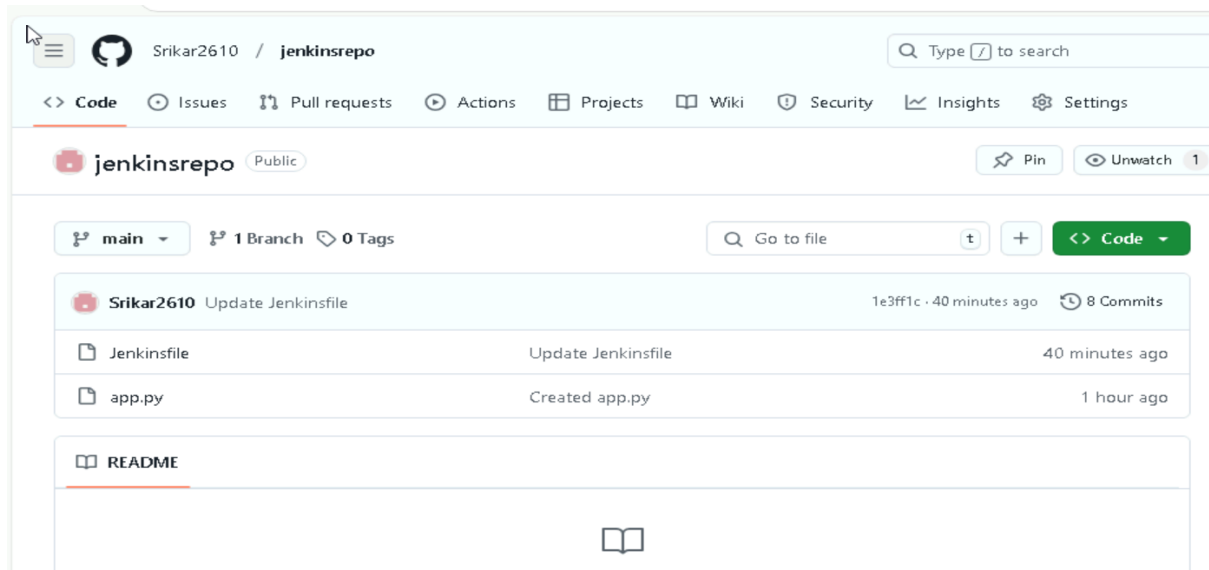 Srikar2610 / jenkinsrepo
Type / to search
Code Issues Pull requests Actions Projects Wiki Security Insights Settings
jenkinsrepo Public
Pin Unwatch 1
main 1 Branch 0 Tags
Go to file t + Code
Srikar2610 Update Jenkinsfile 1e3ff1c · 40 minutes ago 8 Commits
Jenkinsfile Update Jenkinsfile 40 minutes ago
app.py Created app.py 1 hour ago
README